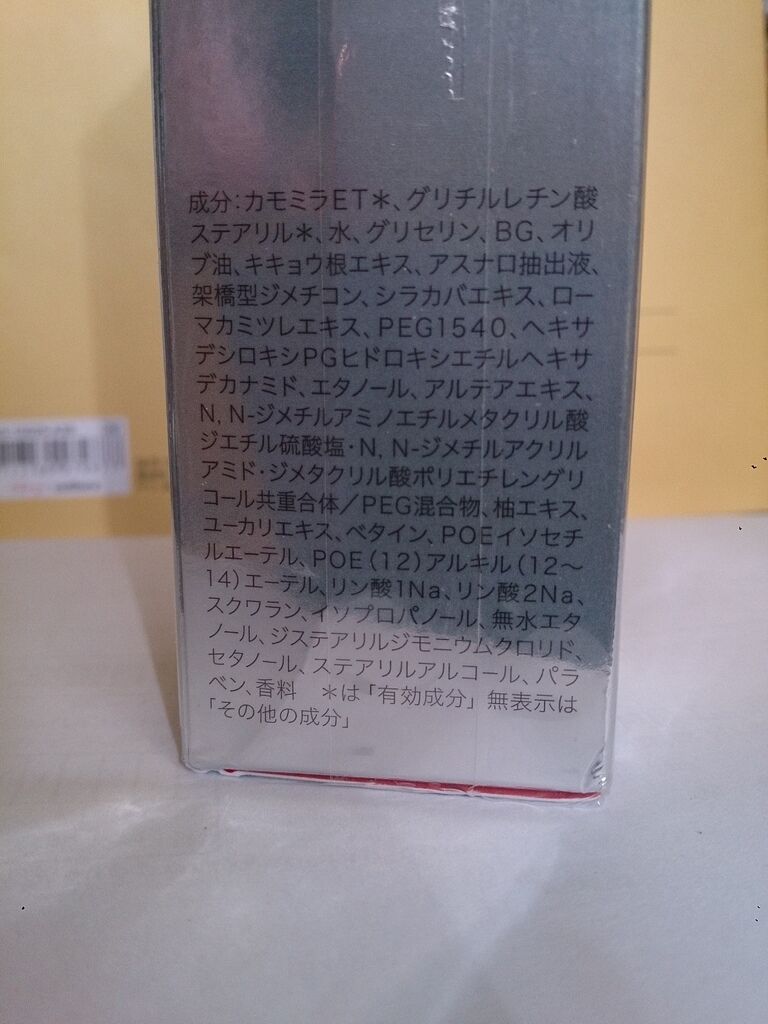 成分：カモミラET＊、グリチルレチン酸
ステアリル＊、水、グリセリン、BG、オリ
ブ油、キキョウ根エキス、アスナロ抽出液、
架橋型ジメチコン、シラカバエキス、ロー
マカミツレエキス、PEG1540、ヘキサ
デシロキシPGヒドロキシエチルヘキサ
デカナミド、エタノール、アルテアエキス、
N, N-ジメチルアミノエチルメタクリル酸
ジエチル硫酸塩・N, N-ジメチルアクリル
アミド・ジメタクリル酸ポリエチレングリ
コール共重合体／PEG混合物、柚エキス、
ユーカリエキス、ベタイン、POEイソセチ
ルエーテル、POE（12）アルキル（12〜
14）エーテル、リン酸1Na、リン酸2Na、
スクワラン、イソプロパノール、無水エタ
ノール、ジステアリルジモニウムクロリド、
セタノール、ステアリルアルコール、パラ
ベン、香料　＊は「有効成分」無表示は
「その他の成分」